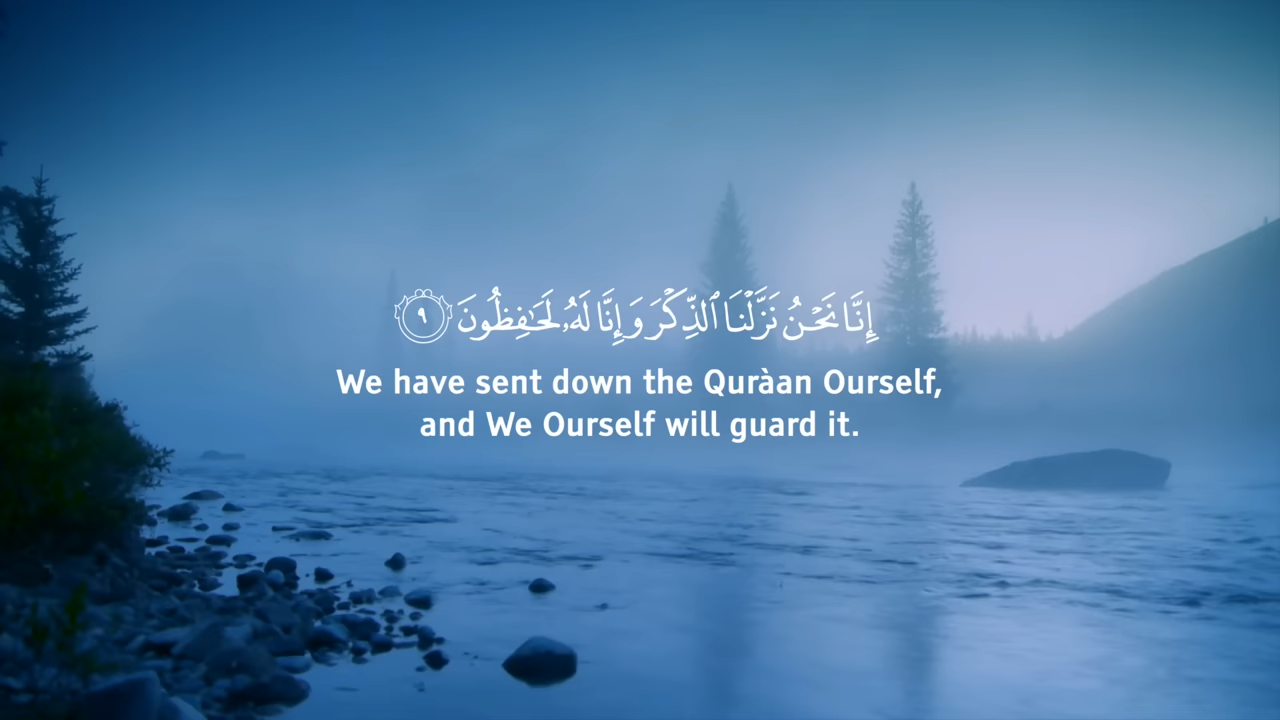 إِنَّا نَحْنُ نَزَّلْنَا ٱلذِّكْرَ وَإِنَّا لَهُۥ لَحَـٰفِظُونَ ٩
We have sent down the Quràan Ourself,
and We Ourself will guard it.